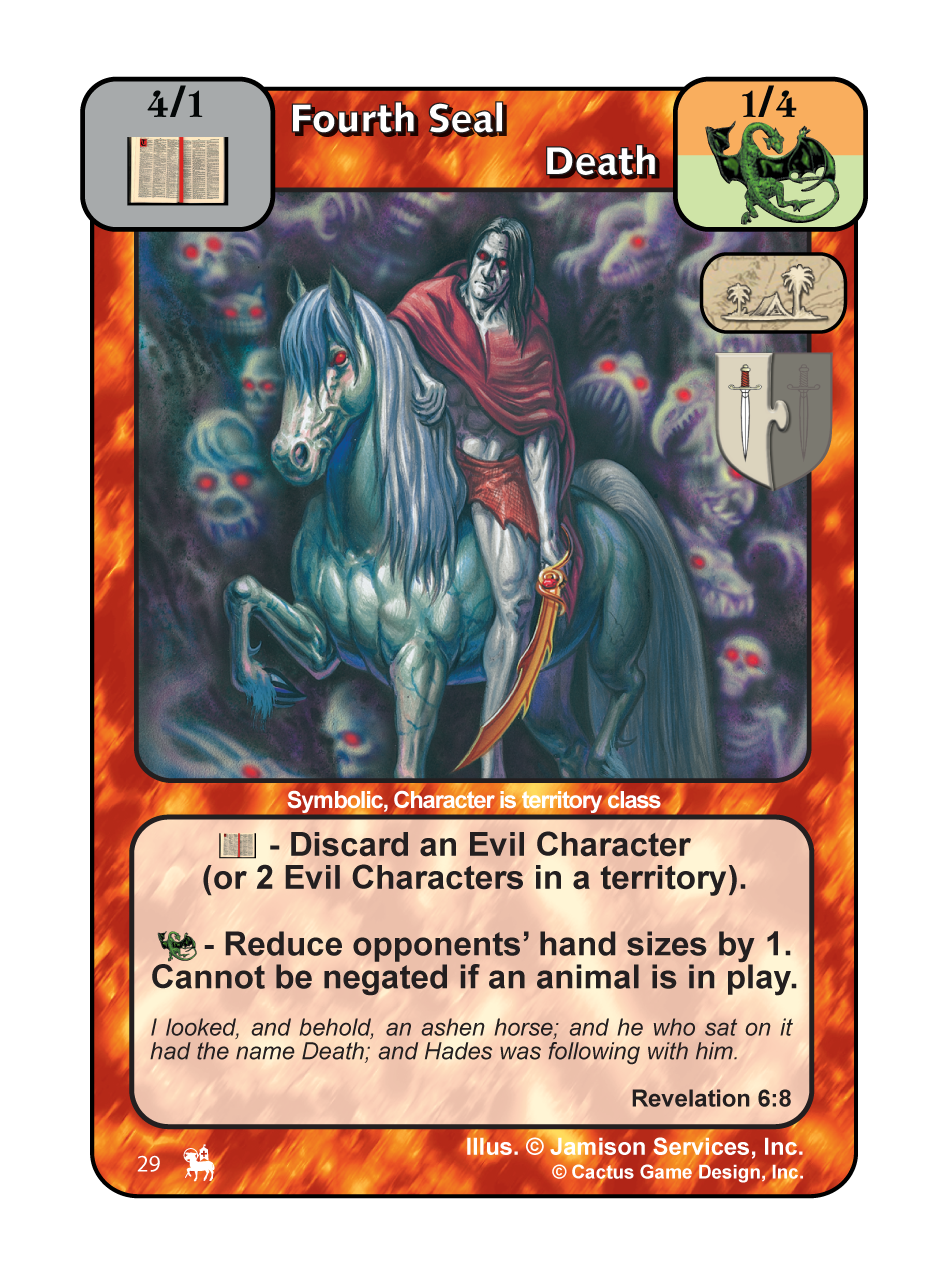 4/1
Fourth Seal
Death
1/4
Symbolic, Character is territory class
- Discard an Evil Character
(or 2 Evil Characters in a territory).
- Reduce opponents’ hand sizes by 1.
Cannot be negated if an animal is in play.
I looked, and behold, an ashen horse; and he who sat on it
had the name Death; and Hades was following with him.
Revelation 6:8
29
Illus. © Jamison Services, Inc.
© Cactus Game Design, Inc.